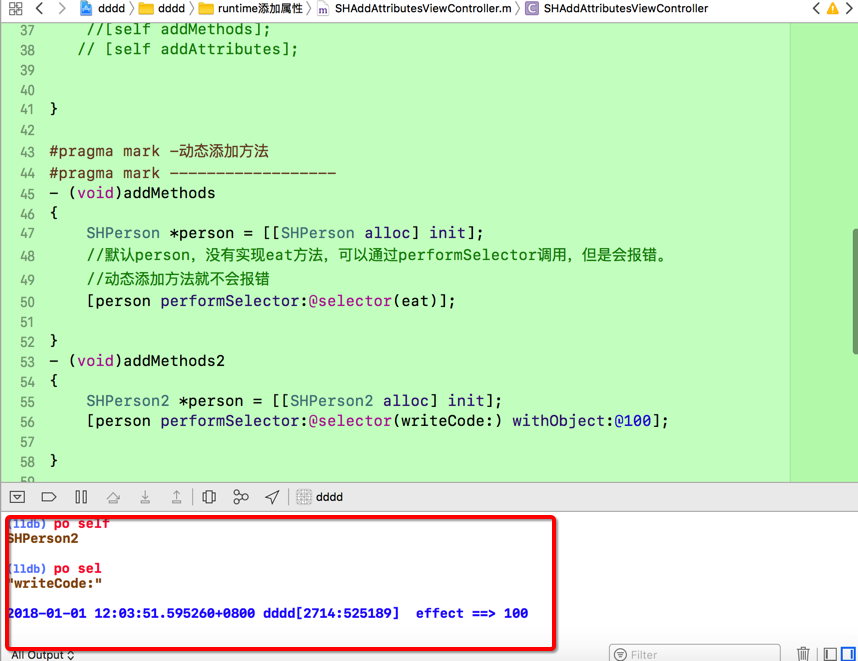 dddd dddd runtime添加属性 m SHAddAttributesViewController.m C SHAddAttributesViewController
37 //[self addMethods];
38 // [self addAttributes];
39
40
41 }
42
43 #pragma mark -动态添加方法
44 #pragma mark ------------------
45 - (void)addMethods
46 {
47 SHPerson *person = [[SHPerson alloc] init];
48 //默认person，没有实现eat方法，可以通过performSelector调用，但是会报错。
49 //动态添加方法就不会报错
50 [person performSelector:@selector(eat)];
51
52 }
53 - (void)addMethods2
54 {
55 SHPerson2 *person = [[SHPerson2 alloc] init];
56 [person performSelector:@selector(writeCode:) withObject:@100];
57
58 }
59
dddd
(lldb) po self
SHPerson2
(lldb) po sel
"writeCode:"
2018-01-01 12:03:51.595260+0800 dddd[2714:525189] effect ==> 100
All Output
Filter